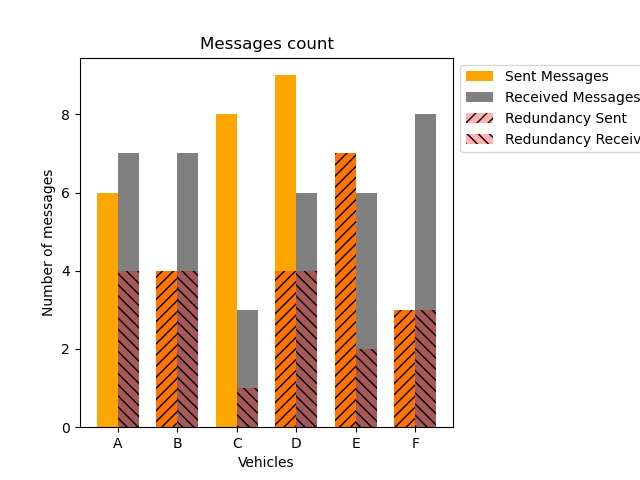 Messages count
Sent Messages
Received Messages
Redundancy Sent
Redundancy Receiv
Number of messages
8
6
4
2
0
A B C D E F
Vehicles